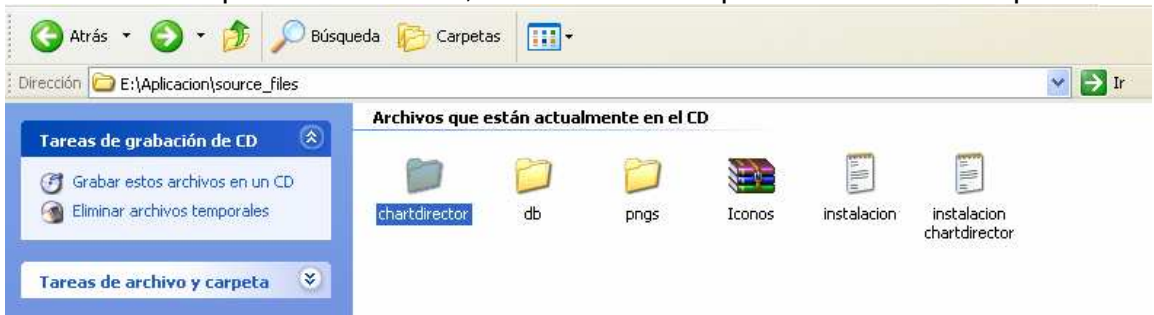 Atrás Búsqueda Carpetas
Dirección E:\Aplicacion\source_files Ir
Archivos que están actualmente en el CD
Tareas de grabación de CD
Grabar estos archivos en un CD
Eliminar archivos temporales
Tareas de archivo y carpeta
chartdirector db pngs Iconos instalacion instalacion
chartdirector